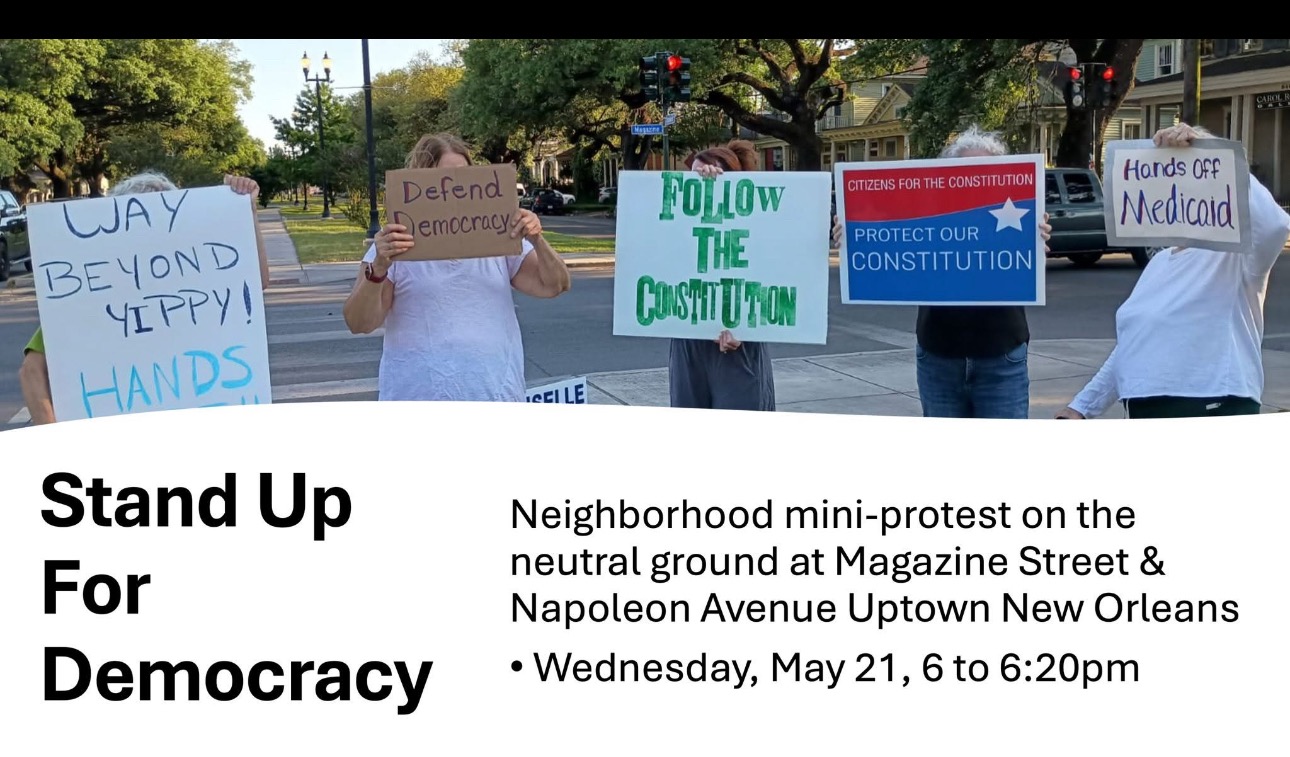 Magazine
CAROL R
WAY
BEYOND
YIPPY!
HANDS
Defend
Democracy
FOLLOW
THE
CONSTITUTION
CITIZENS FOR THE CONSTITUTION
PROTECT OUR
CONSTITUTION
Hands Off
Medicaid
Stand Up
For
Democracy
Neighborhood mini-protest on the
neutral ground at Magazine Street &
Napoleon Avenue Uptown New Orleans
• Wednesday, May 21, 6 to 6:20pm